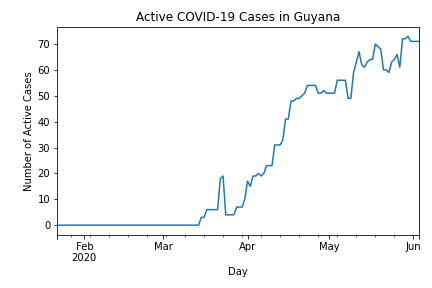 Active COVID-19 Cases in Guyana
Number of Active Cases
70
60
50
40
30
20
10
0
Feb
2020
Mar
Apr
May
Jun
Day